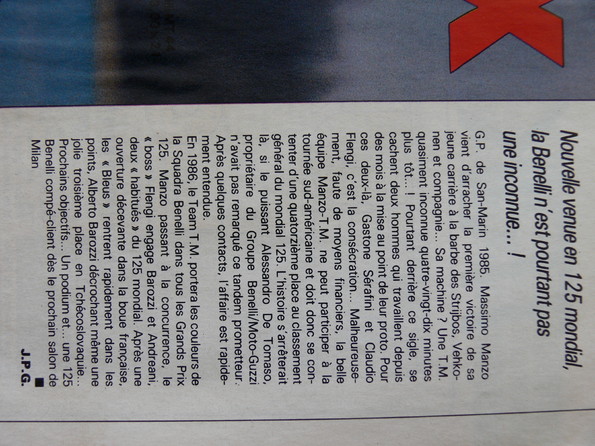 Nouvelle venue en 125 mondial,
la Benelli n'est pourtant pas
une inconnue... !
G.P. de San-Marin 1985. Massimo Manzo
vient d'arracher la première victoire de sa
jeune carrière à la barbe des Strijbos, Vehko-
nen et compagnie... Sa machine ? Une T.M.
quasiment inconnue quatre-vingt-dix minutes
plus tôt... ! Pourtant derrière ce sigle, se
cachent deux hommes qui travaillent depuis
des mois à la mise au point de leur proto. Pour
ces deux-là, Gastone Sérafini et Claudio
Flengi, c'est la consécration... Malheureuse-
ment, faute de moyens financiers, la belle
équipe Manzo-T.M. ne peut participer à la
tournée sud-américaine et doit donc se con-
tenter d'une quatorzième place au classement
général du mondial 125. L'histoire s'arrêterait
là, si le puissant Alessandro De Tomaso,
propriétaire du Groupe Benelli/Moto-Guzzi
n'avait pas remarqué ce tandem prometteur.
Après quelques contacts, l'affaire est rapide-
ment entendue.
En 1986, le Team T.M. portera les couleurs de
la Squadra Benelli dans tous les Grands Prix
125. Manzo passant à la concurrence, le
« boss » Flengi engage Barozzi et Andreani,
deux « habitués » du 125 mondial. Après une
ouverture décevante dans la boue française,
les « Bleus » rentrent rapidement dans les
points, Alberto Barozzi décrochant même une
jolie troisième place en Tchécoslovaquie...
Prochains objectifs... Un podium et... une 125
Benelli compé-client dès le prochain salon de
Milan
J.P.G.